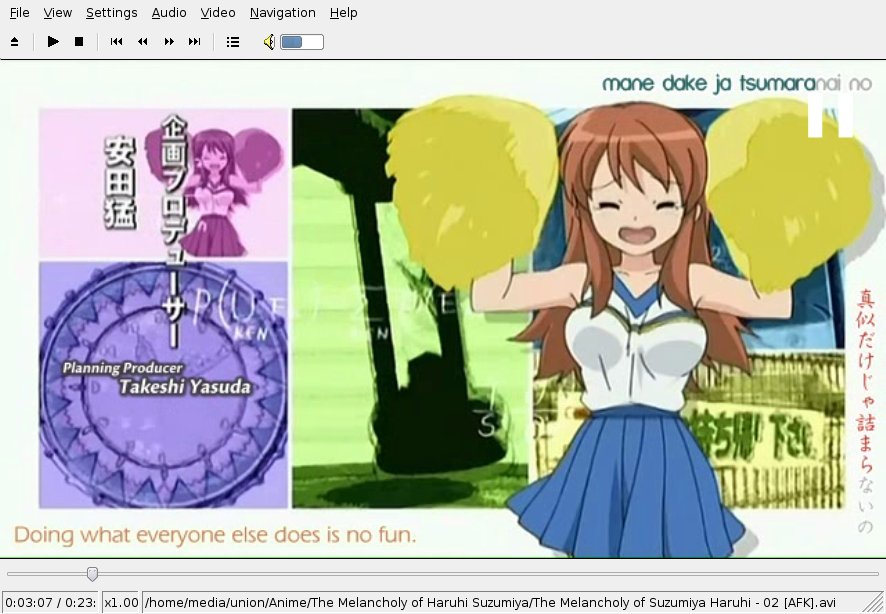 File View Settings Audio Video Navigation Help
mane dake ja tsumaranai no
企画プロデューサー
安田猛
Planning Producer
Takeshi Yasuda
真似だけじゃ詰まらないの
Doing what everyone else does is no fun.
0:03:07 / 0:23: x1.00 /home/media/union/Anime/The Melancholy of Haruhi Suzumiya/The Melancholy of Suzumiya Haruhi - 02 [AFK].avi